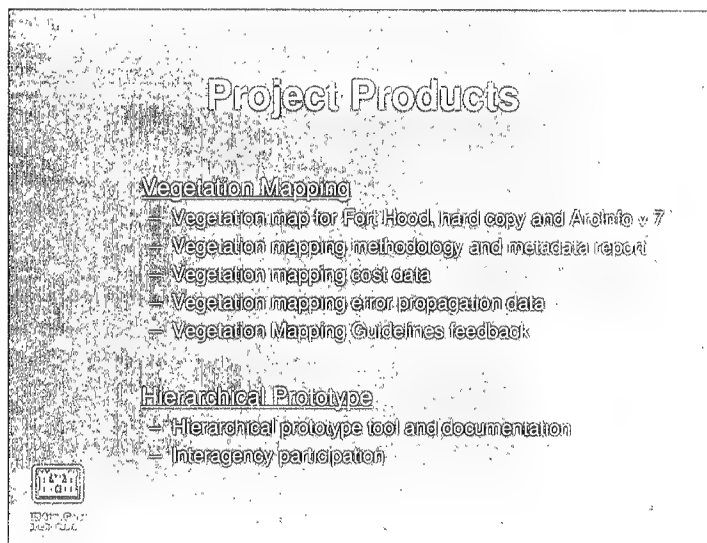 Project Products
Vegetation Mapping
– Vegetation map for Fort Hood, hard copy and ArcInfo v 7
– Vegetation mapping methodology and metadata report
– Vegetation mapping cost data
– Vegetation mapping error propagation data
– Vegetation Mapping Guidelines feedback
Hierarchical Prototype
– Hierarchical prototype tool and documentation
– Interagency participation